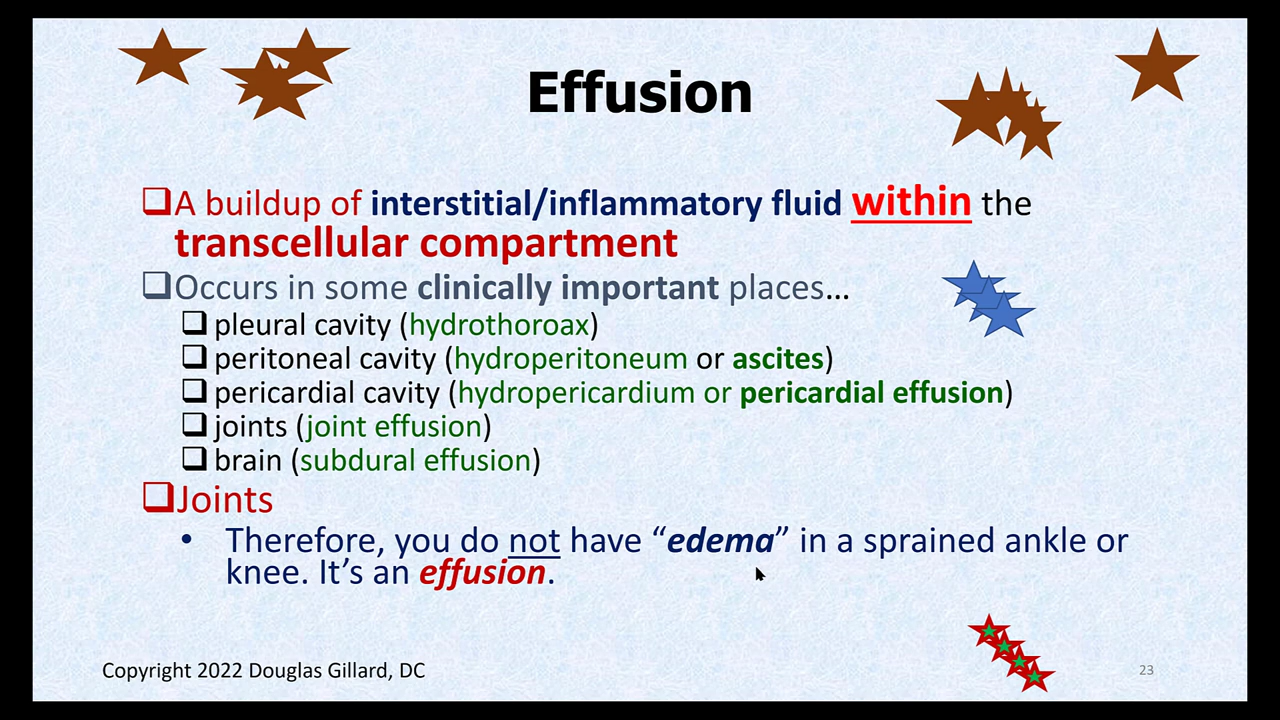 Effusion
A buildup of interstitial/inflammatory fluid within the
transcellular compartment
Occurs in some clinically important places…
pleural cavity (hydrothoroax)
peritoneal cavity (hydroperitoneum or ascites)
pericardial cavity (hydropericardium or pericardial effusion)
joints (joint effusion)
brain (subdural effusion)
Joints
• Therefore, you do not have “edema” in a sprained ankle or
knee. It’s an effusion.
Copyright 2022 Douglas Gillard, DC
23